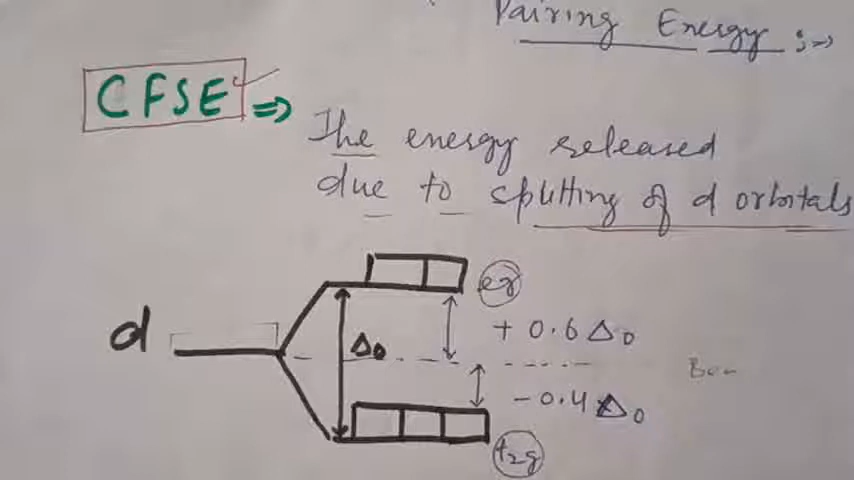 Pairing Energy :→
CFSE ⇒
The energy released
due to splitting of d orbitals
eg
+ 0.6 Δo
d
Δo
- 0.4 Δo
t2g